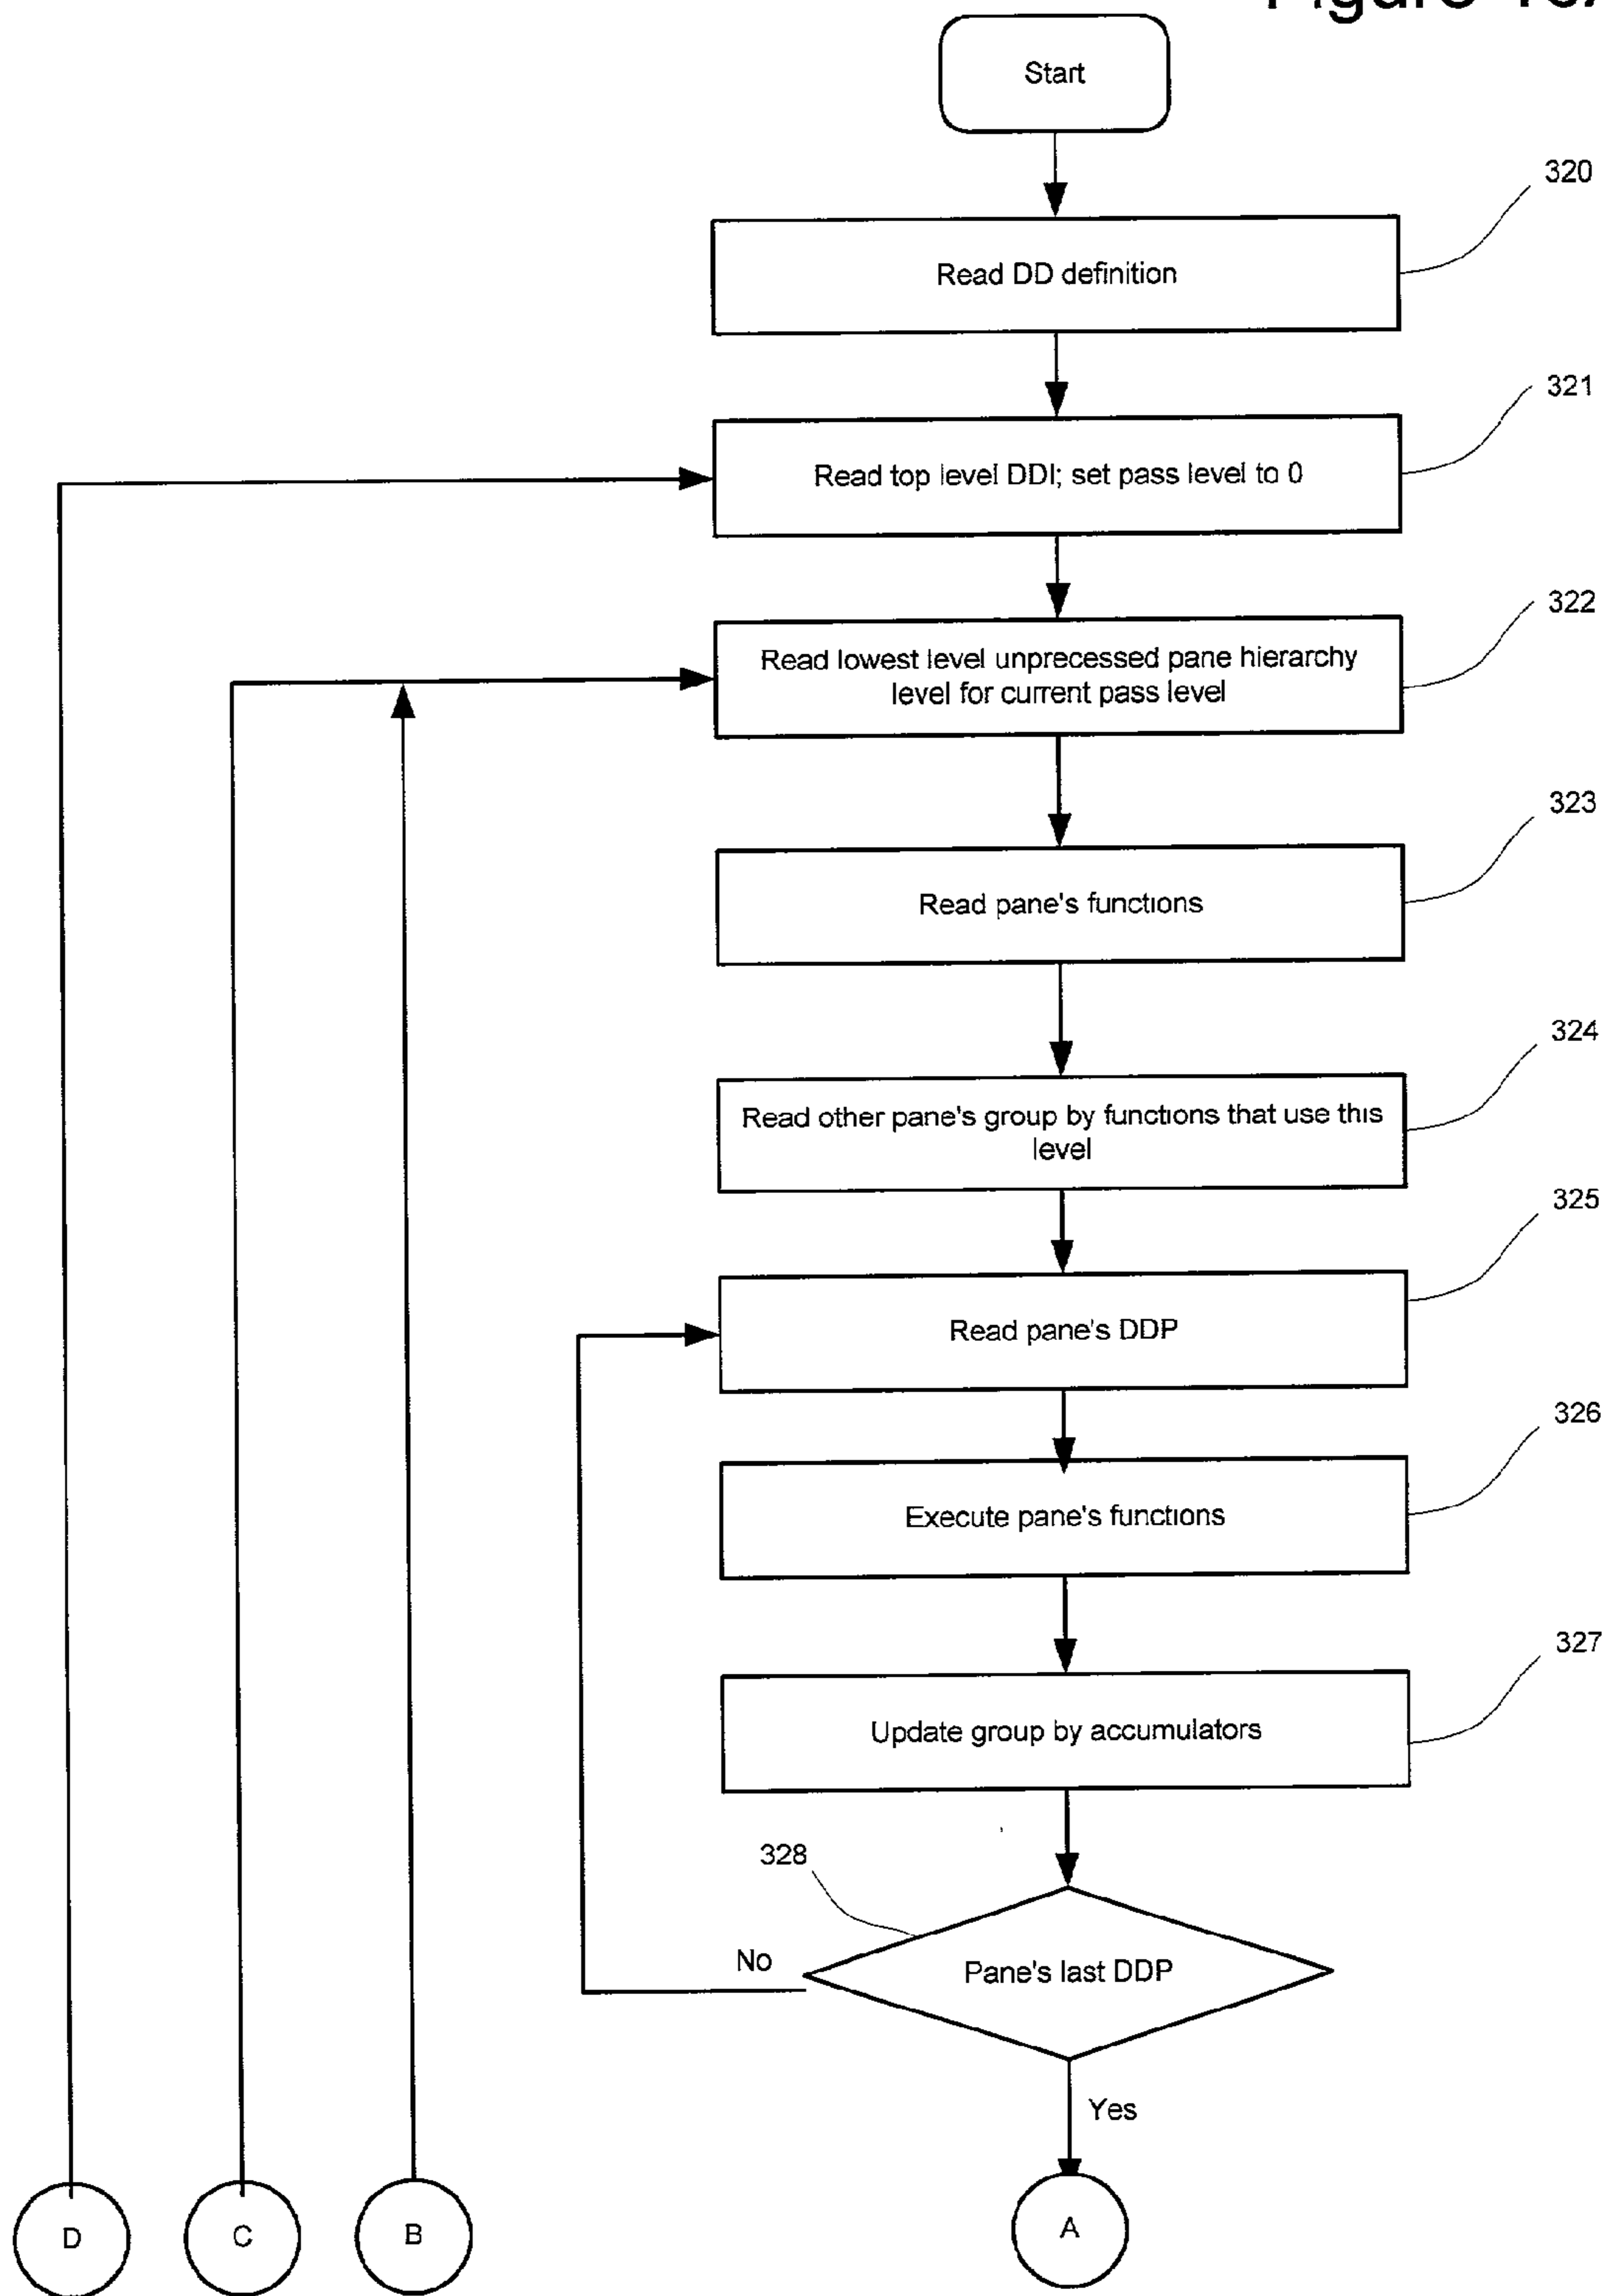 Figure
Start
320
Read DD definition
321
Read top level DDI; set pass level to 0
322
Read lowest level unprecessed pane hierarchy
level for current pass level
323
Read pane's functions
324
Read other pane's group by functions that use this
level
325
Read pane's DDP
326
Execute pane's functions
327
Update group by accumulators
328
No
Pane's last DDP
Yes
D
C
B
A